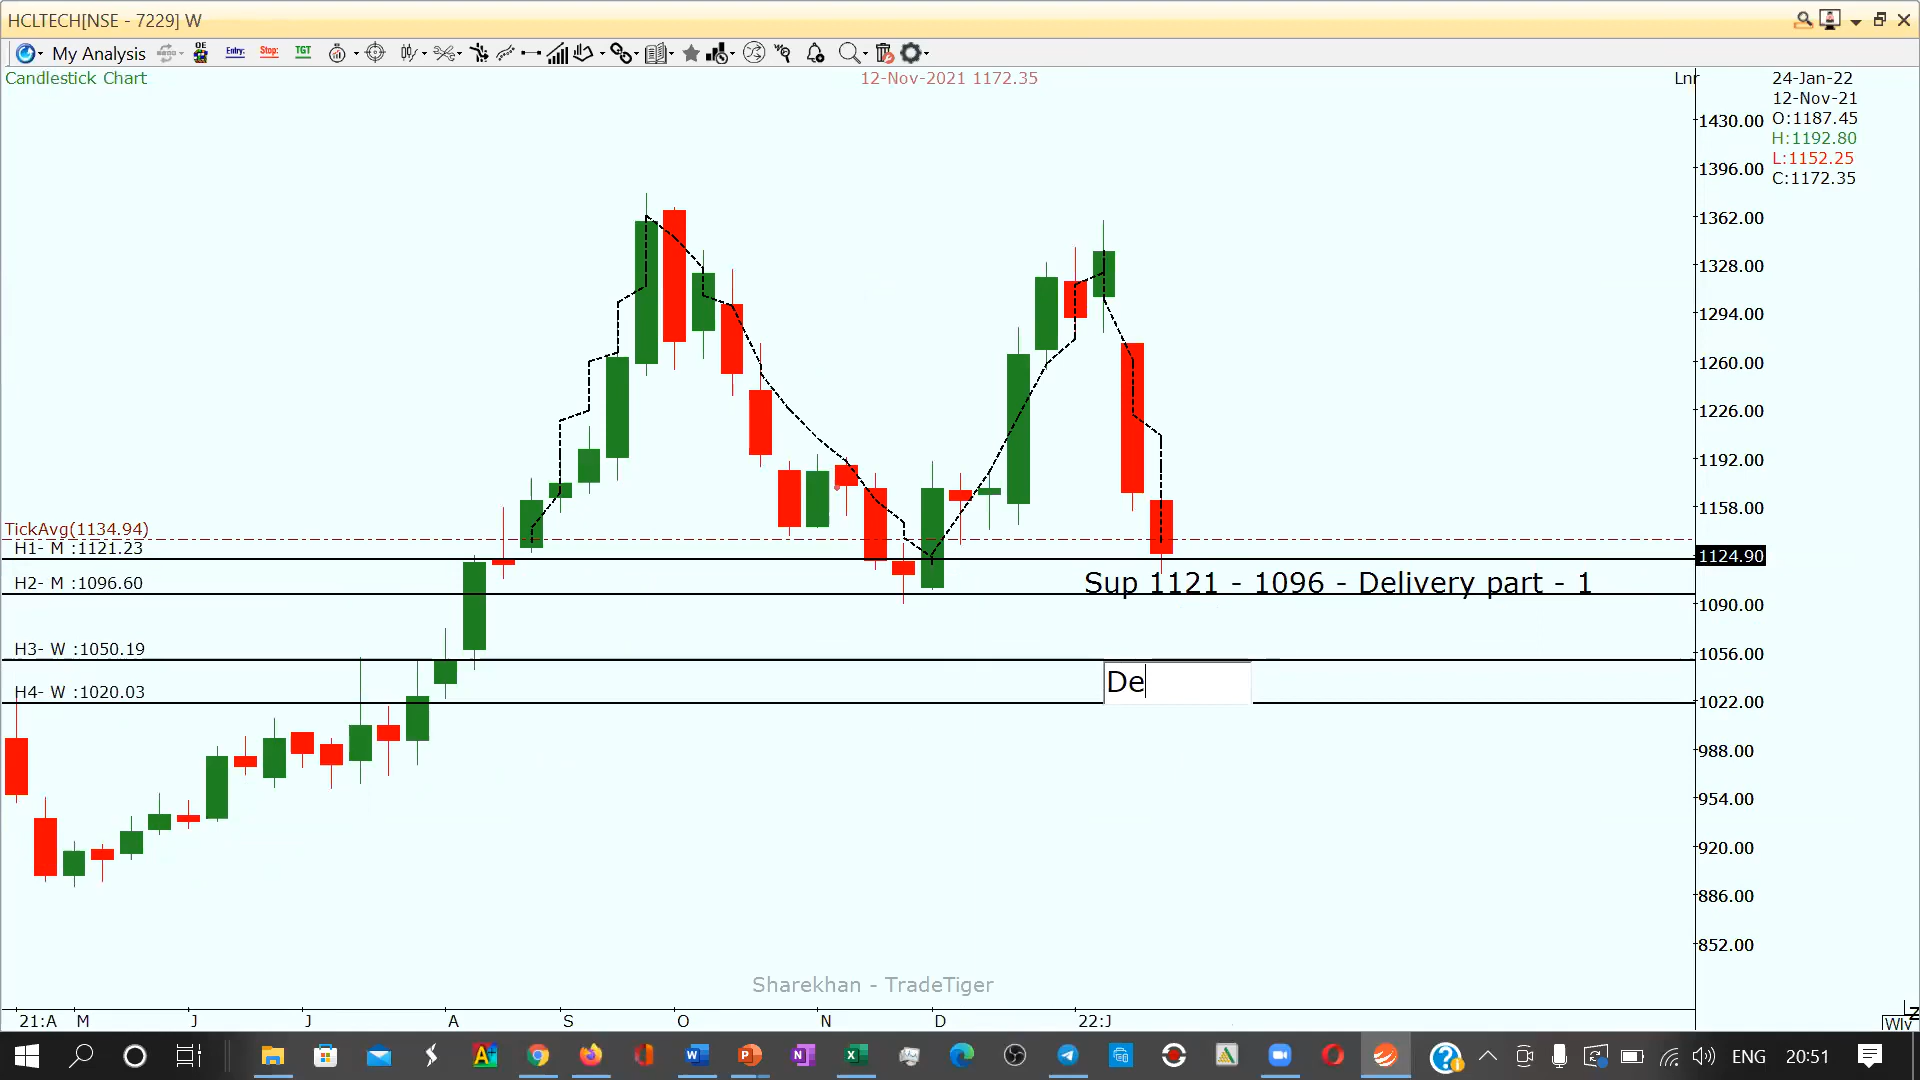 HCLTECH[NSE - 7229] W
My Analysis
OE
Entry:
Stop:
TGT
Candlestick Chart
12-Nov-2021 1172.35
Lnr
24-Jan-22
12-Nov-21
O:1187.45
H:1192.80
L:1152.25
C:1172.35
1430.00
1396.00
1362.00
1328.00
1294.00
1260.00
1226.00
1192.00
1158.00
1124.90
1090.00
1056.00
1022.00
988.00
954.00
920.00
886.00
852.00
TickAvg(1134.94)
H1- M :1121.23
H2- M :1096.60
Sup 1121 - 1096 - Delivery part - 1
H3- W :1050.19
De
H4- W :1020.03
Sharekhan - TradeTiger
21:A M J J A S O N D 22:J
ENG 20:51